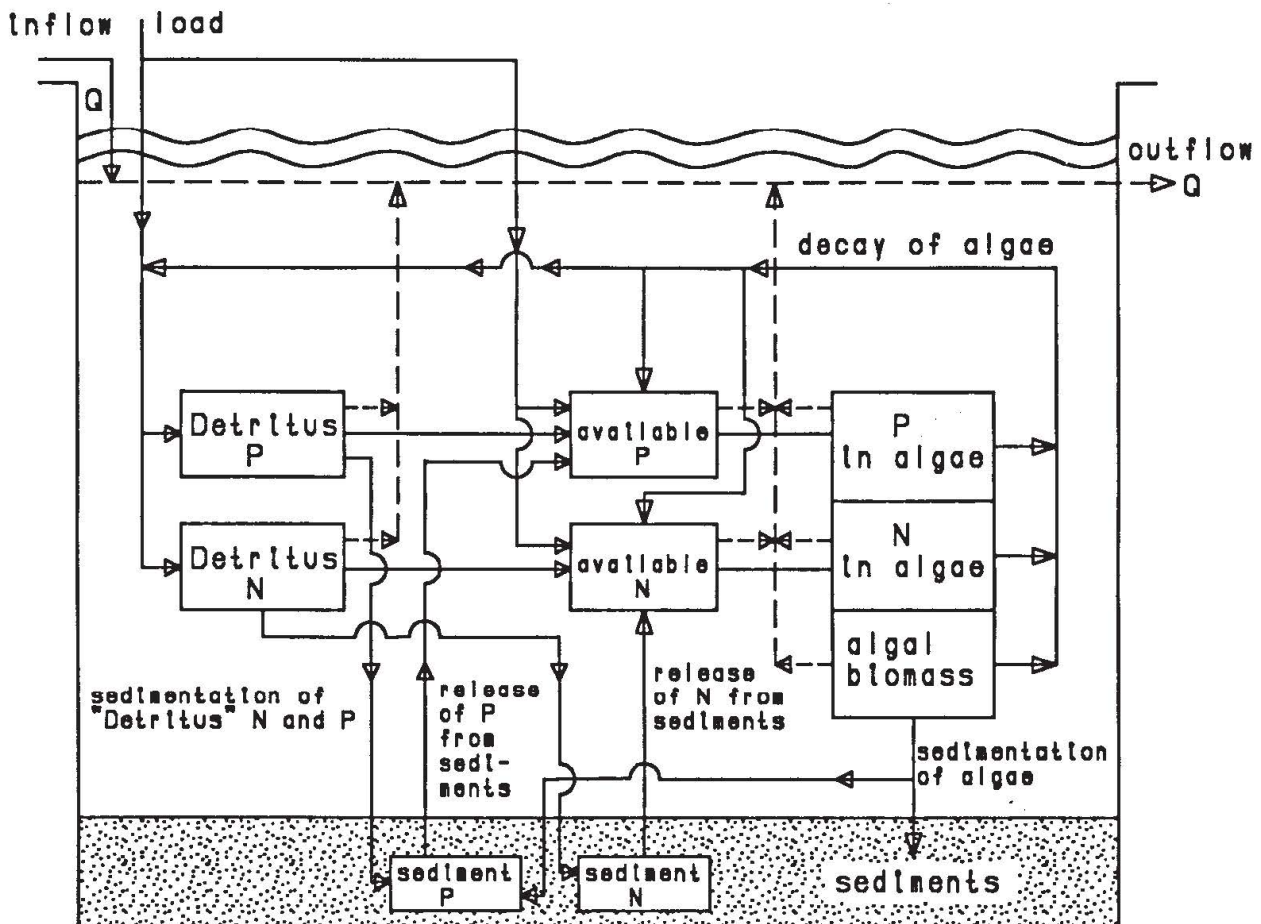 inflow
load
Q
outflow
Q
decay of algae
Detritus
P
available
P
P
in algae
Detritus
N
available
N
N
in algae
algal
biomass
sedimentation of
"Detritus" N and P
release
of P
from
sedi-
ments
release
of N from
sediments
sedimentation
of algae
sediment
P
sediment
N
sediments